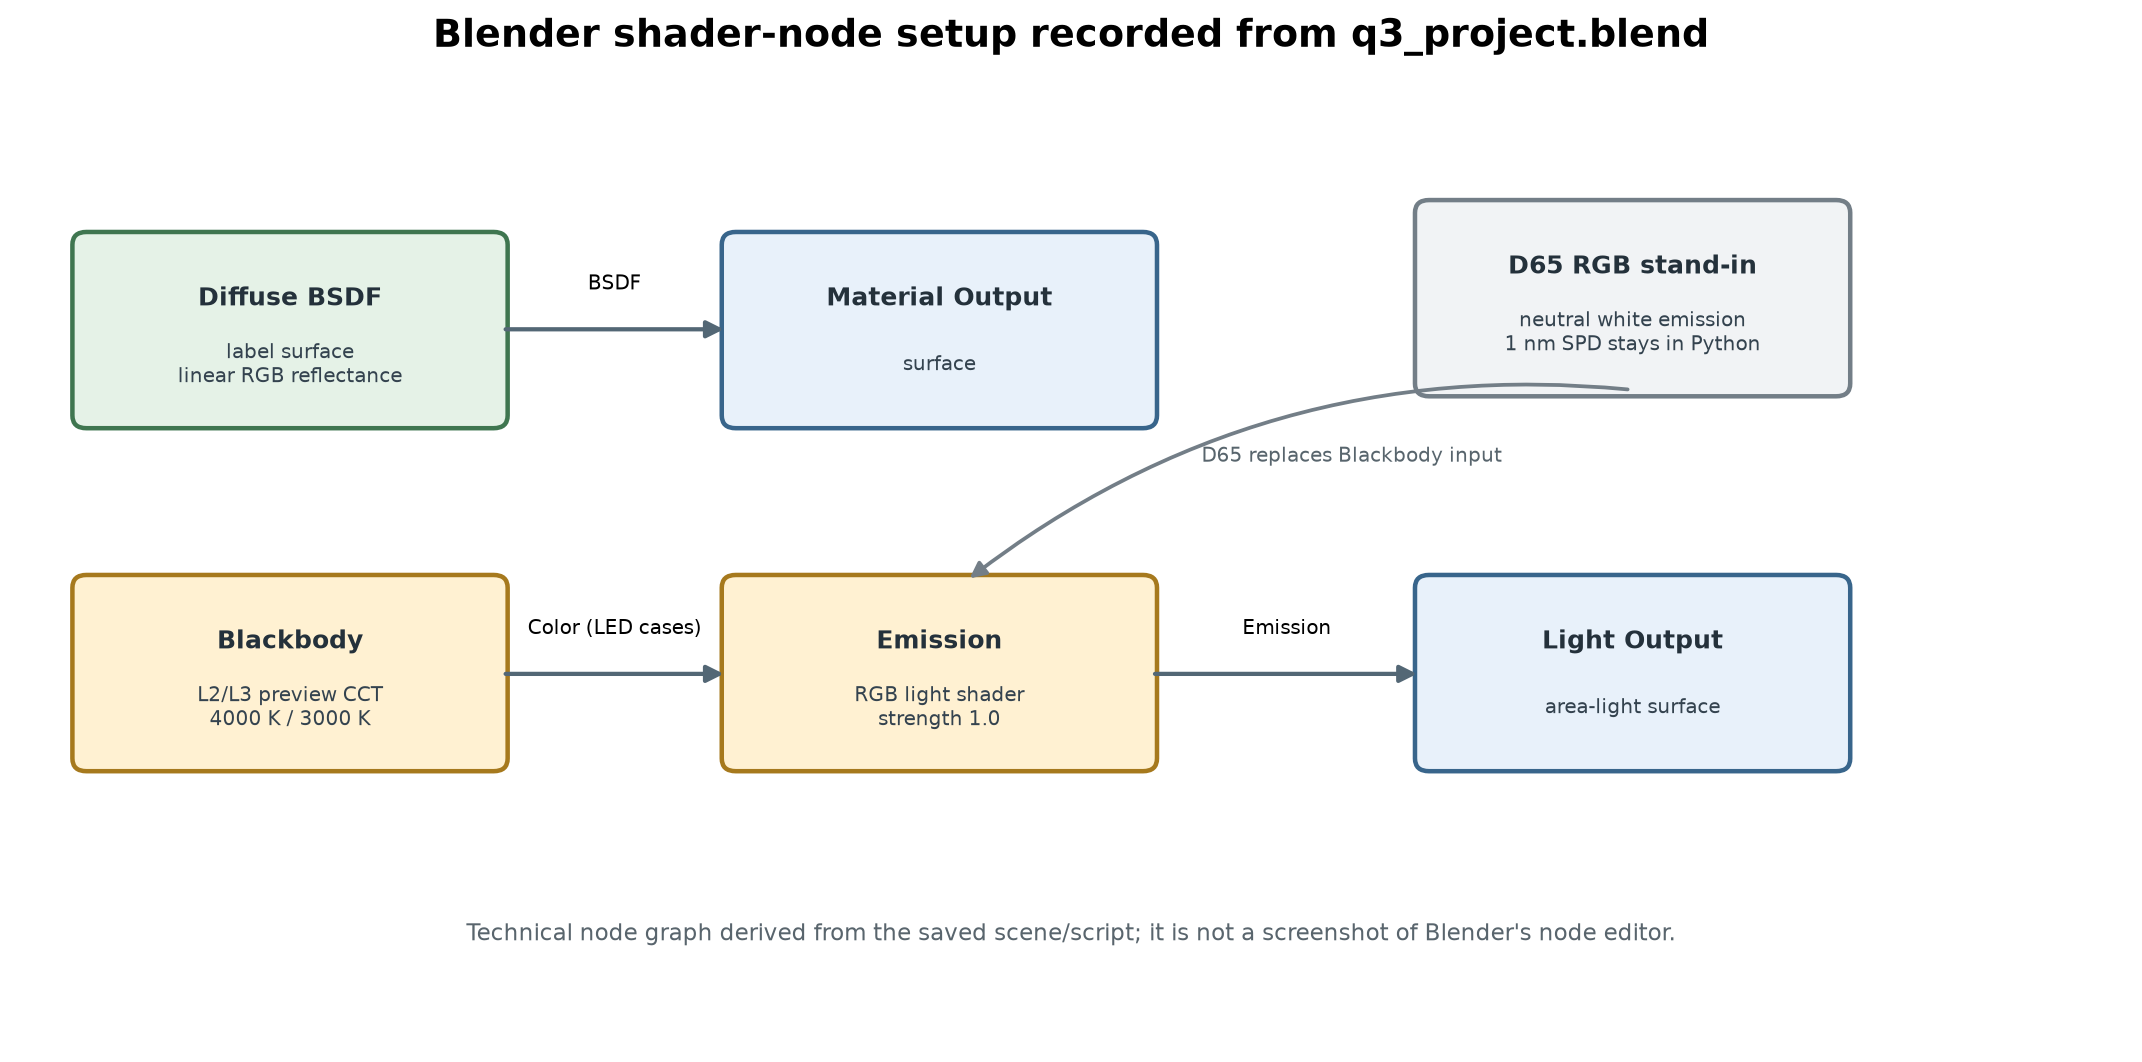 Blender shader-node setup recorded from q3_project.blend
Diffuse BSDF
label surface
linear RGB reflectance
BSDF
Material Output
surface
D65 RGB stand-in
neutral white emission
1 nm SPD stays in Python
D65 replaces Blackbody input
Blackbody
L2/L3 preview CCT
4000 K / 3000 K
Color (LED cases)
Emission
RGB light shader
strength 1.0
Emission
Light Output
area-light surface
Technical node graph derived from the saved scene/script; it is not a screenshot of Blender's node editor.